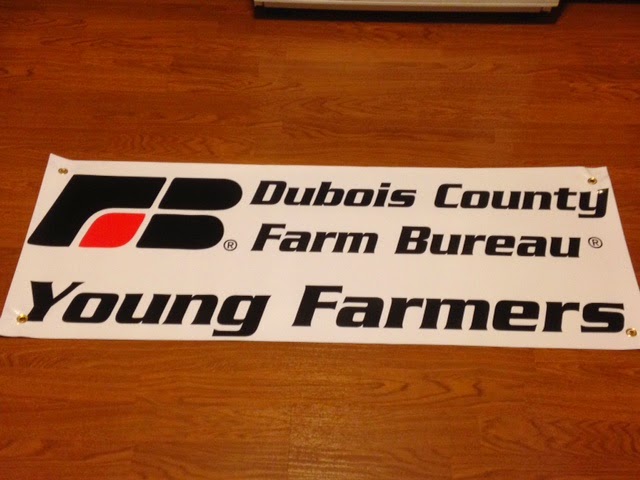 FB® Dubois County
Farm Bureau®
Young Farmers